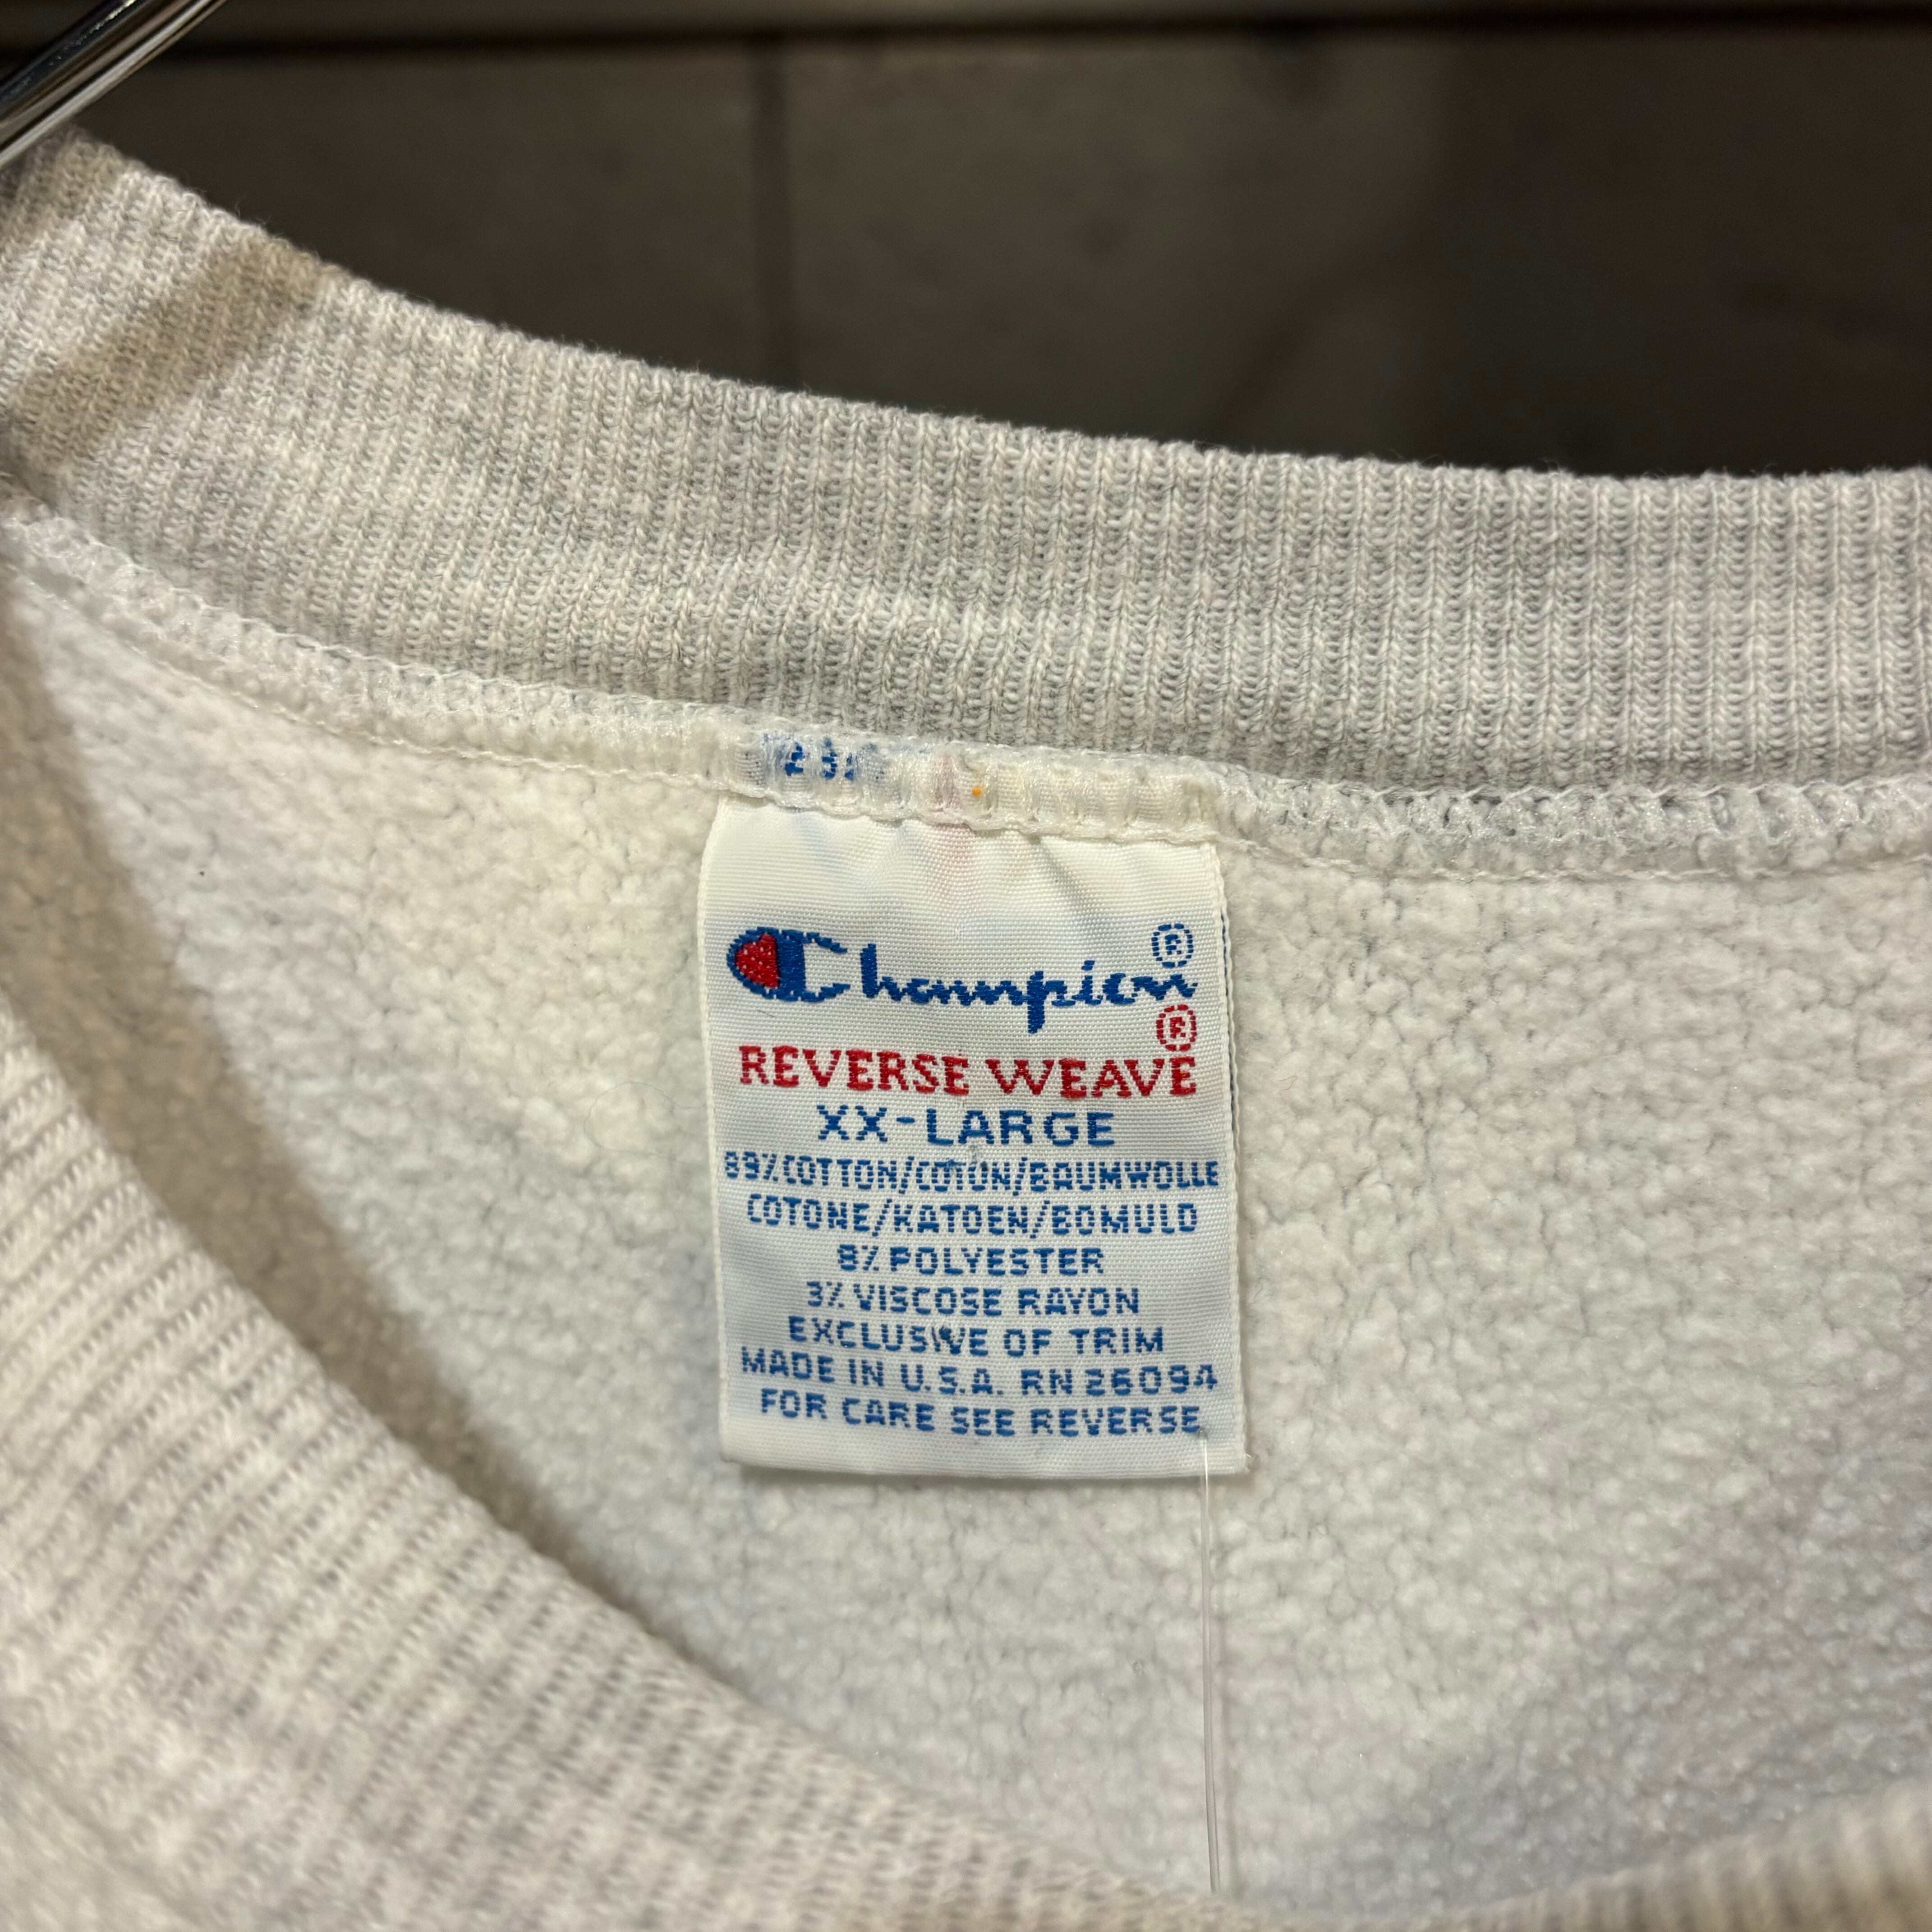 Champion®
REVERSE WEAVE®
XX-LARGE
89% COTTON/COTON/BAUMWOLLE
COTONE/KATOEN/BOMULD
8% POLYESTER
3% VISCOSE RAYON
EXCLUSIVE OF TRIM
MADE IN U.S.A. RN 26094
FOR CARE SEE REVERSE